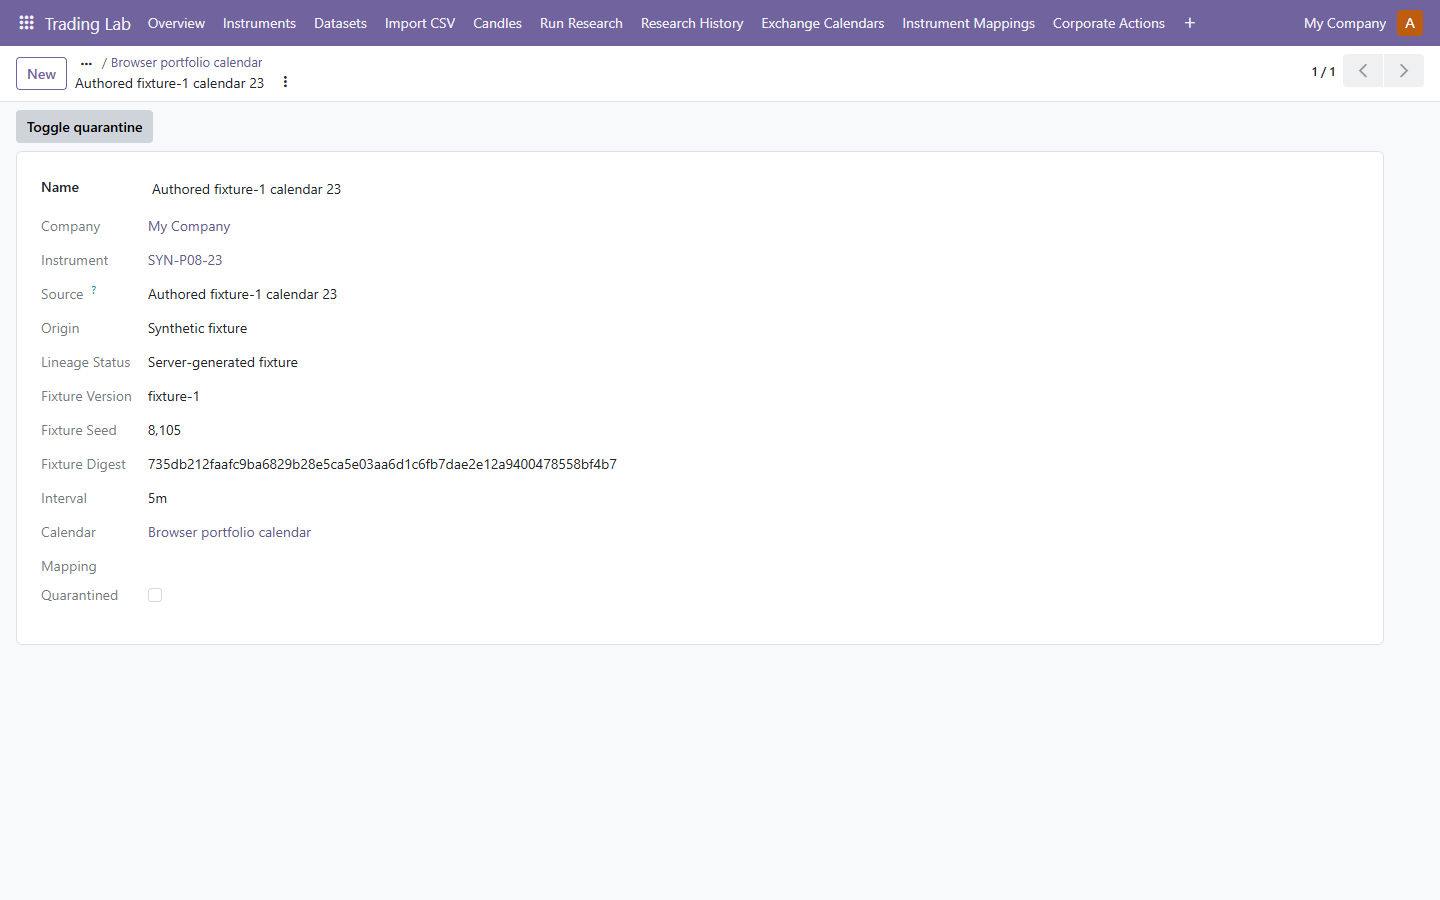 Trading Lab Overview Instruments Datasets Import CSV Candles Run Research Research History Exchange Calendars Instrument Mappings Corporate Actions + My Company A
New ... / Browser portfolio calendar
Authored fixture-1 calendar 23
1 / 1
Toggle quarantine
Name Authored fixture-1 calendar 23
Company My Company
Instrument SYN-P08-23
Source ? Authored fixture-1 calendar 23
Origin Synthetic fixture
Lineage Status Server-generated fixture
Fixture Version fixture-1
Fixture Seed 8,105
Fixture Digest 735db212faafc9ba6829b28e5ca5e03aa6d1c6fb7dae2e12a9400478558bf4b7
Interval 5m
Calendar Browser portfolio calendar
Mapping
Quarantined